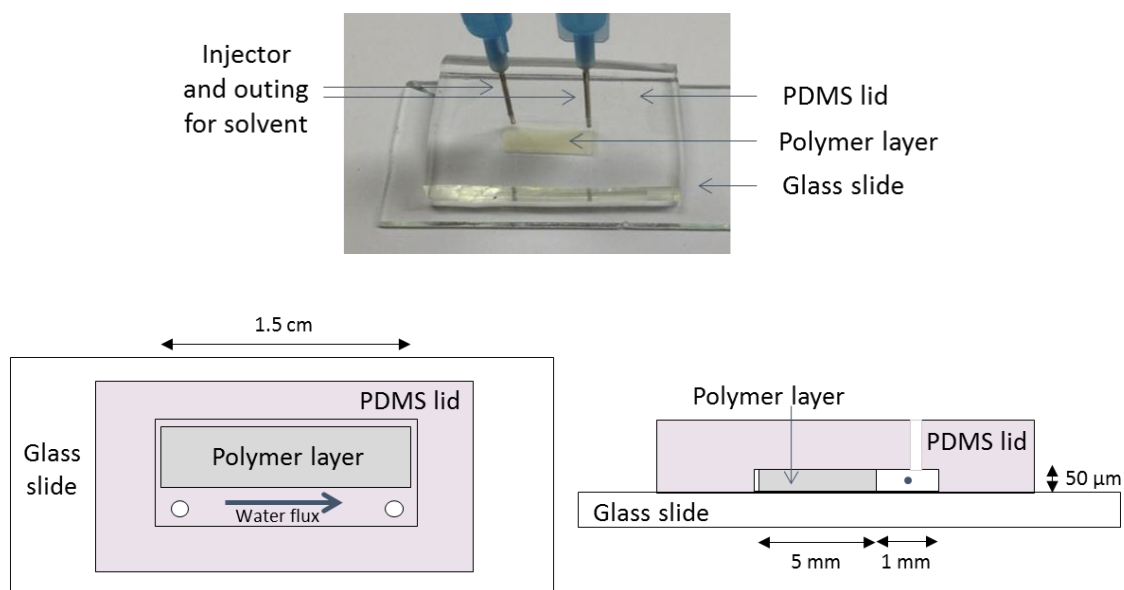 Injector
and outing
for solvent
PDMS lid
Polymer layer
Glass slide
1.5 cm
PDMS lid
Glass
slide
Polymer layer
Water flux
Polymer layer
PDMS lid
50 µm
Glass slide
5 mm
1 mm